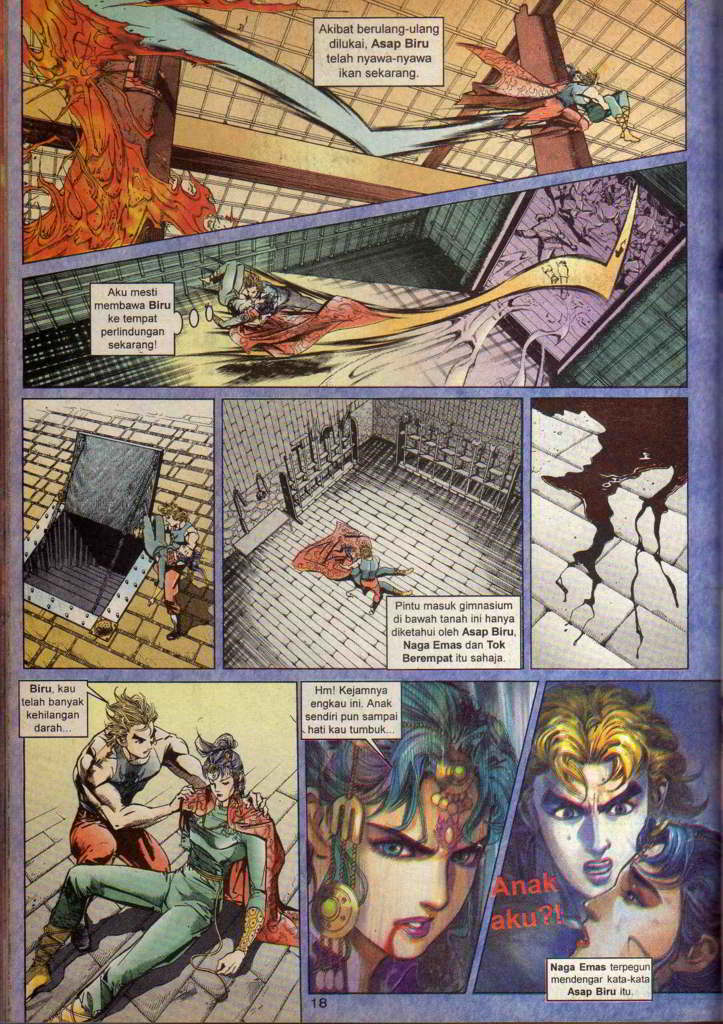 Akibat berulang-ulang
dilukai, Asap Biru
telah nyawa-nyawa
ikan sekarang.
Aku mesti
membawa Biru
ke tempat
perlindungan
sekarang!
Pintu masuk gimnasium
di bawah tanah ini hanya
diketahui oleh Asap Biru,
Naga Emas dan Tok
Berempat itu sahaja.
Biru, kau
telah banyak
kehilangan
darah...
Hm! Kejamnya
engkau ini. Anak
sendiri pun sampai
hati kau tumbuk...
Anak
aku?!
Naga Emas terpegun
mendengar kata-kata
Asap Biru itu.
18